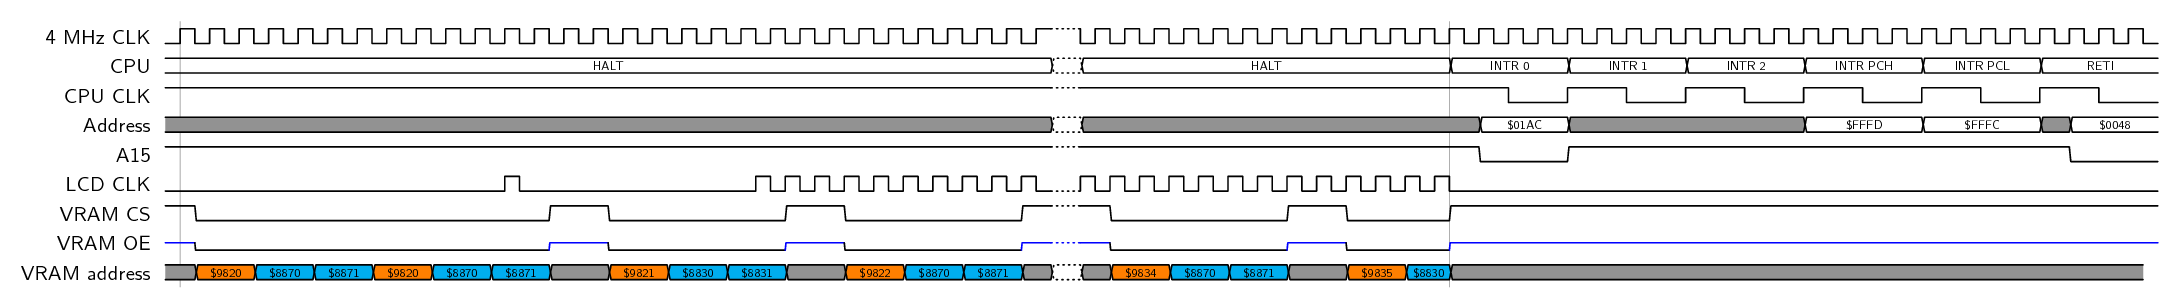 4 MHz CLK
CPU HALT HALT INTR 0 INTR 1 INTR 2 INTR PCH INTR PCL RETI
CPU CLK
Address $01AC $FFFD $FFFC $0048
A15
LCD CLK
VRAM CS
VRAM OE
VRAM address $9820 $8870 $8871 $9820 $8870 $8871 $9821 $8830 $8831 $9822 $8870 $8871 $9834 $8870 $8871 $9835 $8830